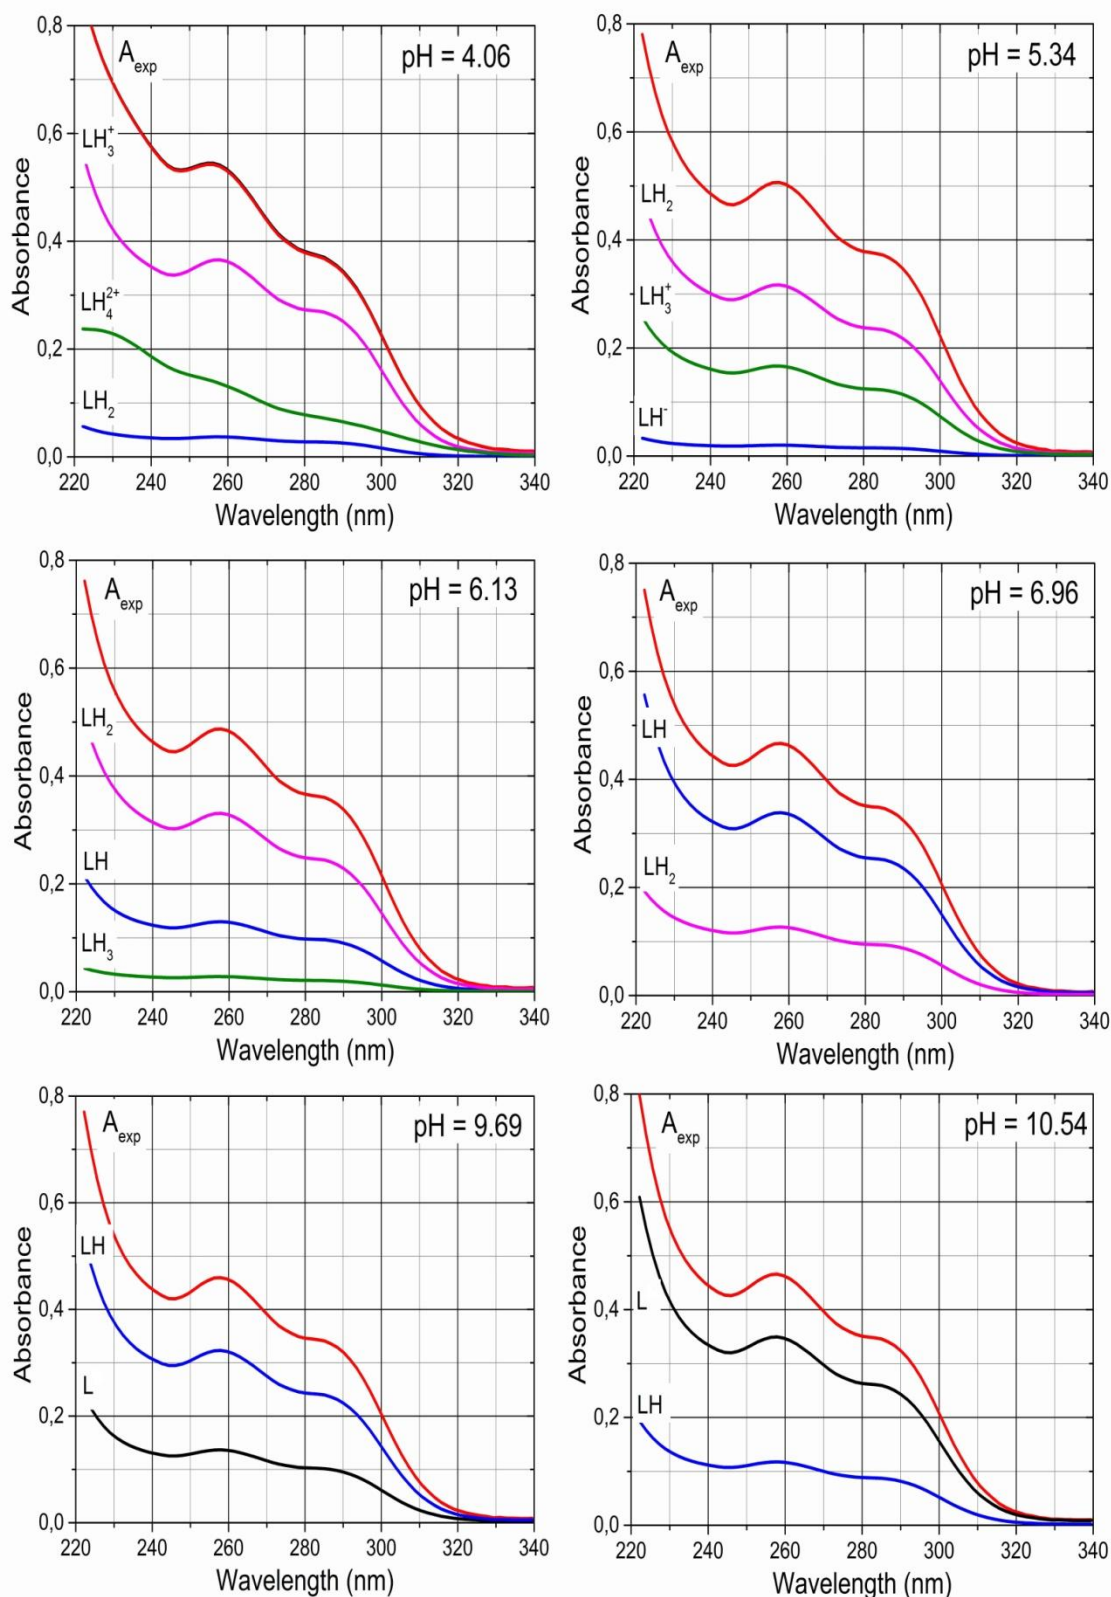 pH = 4.06
A_exp
LH₃⁺
LH₄²⁺
LH₂
Absorbance
0,8
0,6
0,4
0,2
0,0
220 240 260 280 300 320 340
Wavelength (nm)
pH = 5.34
A_exp
LH₂
LH₃⁺
LH⁻
Absorbance
0,8
0,6
0,4
0,2
0,0
220 240 260 280 300 320 340
Wavelength (nm)
pH = 6.13
A_exp
LH₂
LH
LH₃
Absorbance
0,8
0,6
0,4
0,2
0,0
220 240 260 280 300 320 340
Wavelength (nm)
pH = 6.96
A_exp
LH
LH₂
Absorbance
0,8
0,6
0,4
0,2
0,0
220 240 260 280 300 320 340
Wavelength (nm)
pH = 9.69
A_exp
LH
L
Absorbance
0,8
0,6
0,4
0,2
0,0
220 240 260 280 300 320 340
Wavelength (nm)
pH = 10.54
A_exp
L
LH
Absorbance
0,8
0,6
0,4
0,2
0,0
220 240 260 280 300 320 340
Wavelength (nm)